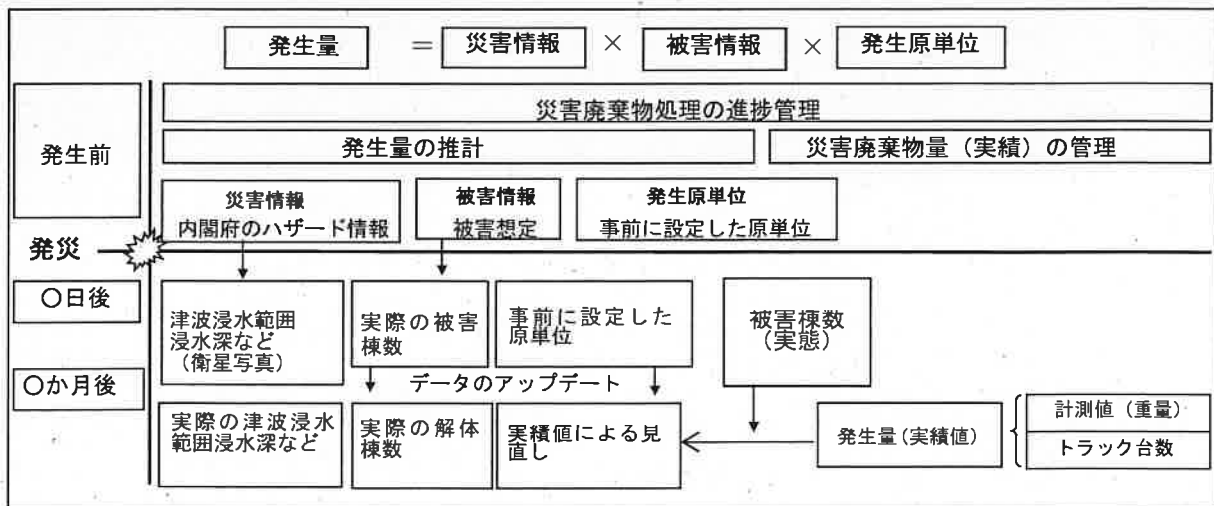 発生量 ＝ 災害情報 × 被害情報 × 発生原単位
発生前
災害廃棄物処理の進捗管理
発生量の推計
災害廃棄物量（実績）の管理
災害情報
内閣府のハザード情報
被害情報
被害想定
発生原単位
事前に設定した原単位
発災
〇日後
津波浸水範囲
浸水深など
（衛星写真）
実際の被害
棟数
事前に設定した
原単位
被害棟数
（実態）
〇か月後
データのアップデート
実際の津波浸水
範囲浸水深など
実際の解体
棟数
実績値による見
直し
発生量（実績値）
計測値（重量）
トラック台数